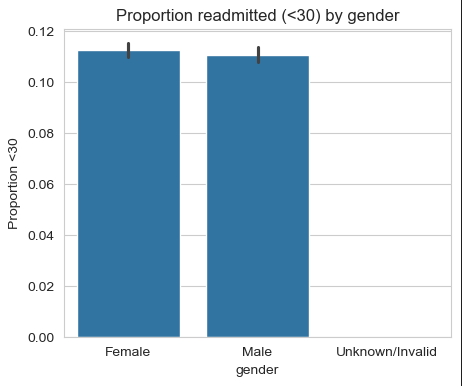 Proportion readmitted (<30) by gender
0.12
0.10
0.08
0.06
0.04
0.02
0.00
Proportion <30
Female Male Unknown/Invalid
gender